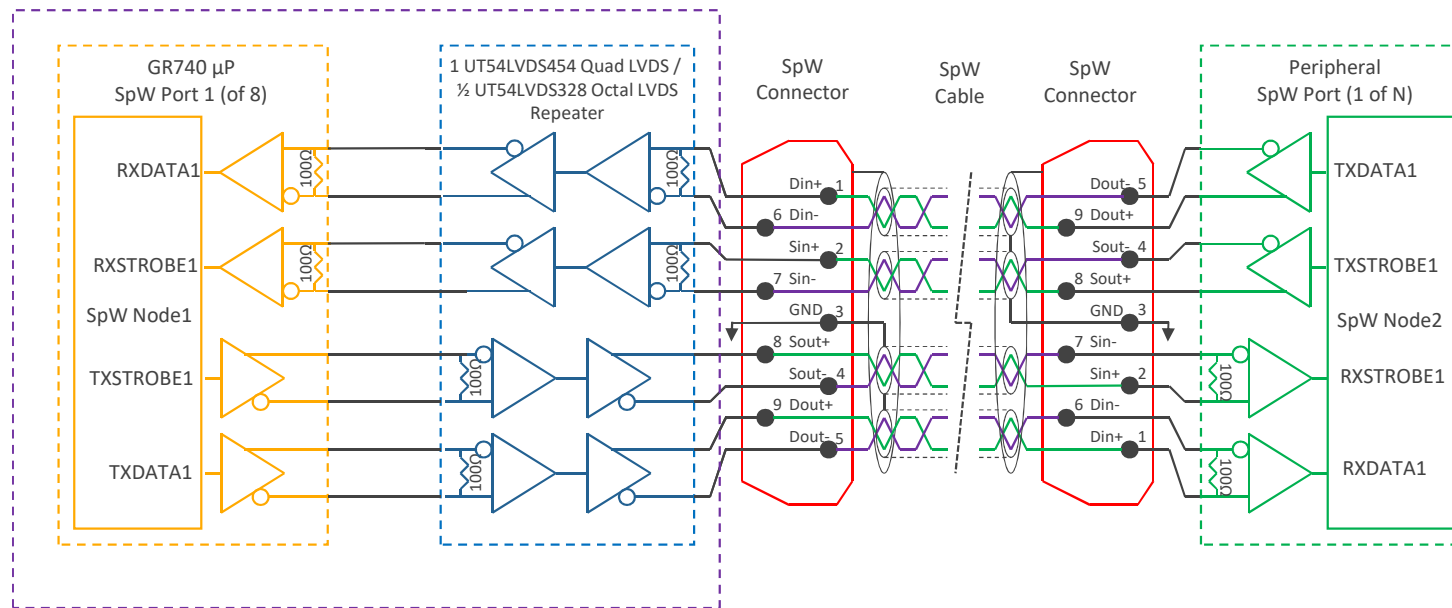 GR740 µP
SpW Port 1 (of 8)
1 UT54LVDS454 Quad LVDS /
½ UT54LVDS328 Octal LVDS
Repeater
SpW
Connector
SpW
Cable
SpW
Connector
Peripheral
SpW Port (1 of N)
RXDATA1
100Ω
100Ω
Din+ 1
6 Din-
Dout- 5
9 Dout+
TXDATA1
RXSTROBE1
100Ω
100Ω
Sin+ 2
7 Sin-
Sout- 4
8 Sout+
TXSTROBE1
SpW Node1
GND 3
GND 3
SpW Node2
TXSTROBE1
100Ω
8 Sout+
Sout- 4
7 Sin-
Sin+ 2
100Ω
RXSTROBE1
TXDATA1
100Ω
9 Dout+
Dout- 5
6 Din-
Din+ 1
100Ω
RXDATA1